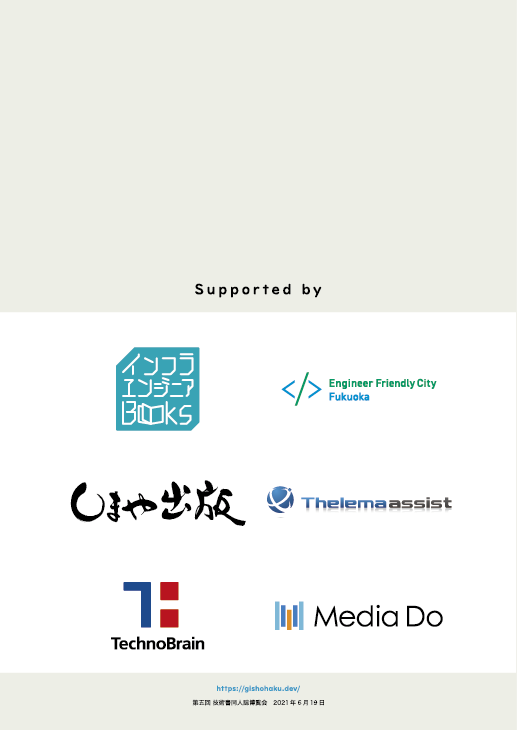 Supported by
インフラ
エンジニア
Books
Engineer Friendly City
Fukuoka
しまや出版
Thelemaassist
TechnoBrain
Media Do
https://gishohaku.dev/
第五回 技術書同人誌博覧会 2021年6月19日